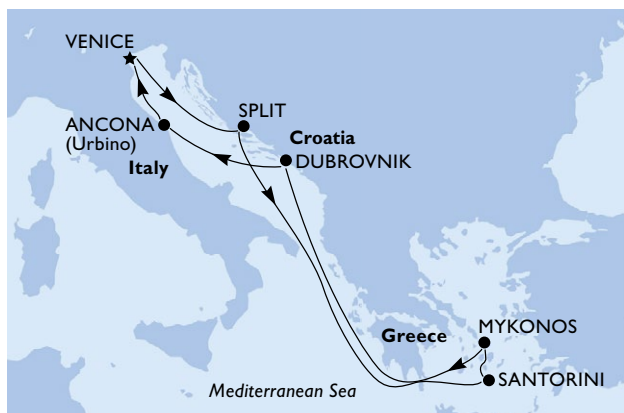 VENICE
SPLIT
ANCONA
(Urbino)
Croatia
DUBROVNIK
Italy
Greece
MYKONOS
SANTORINI
Mediterranean Sea